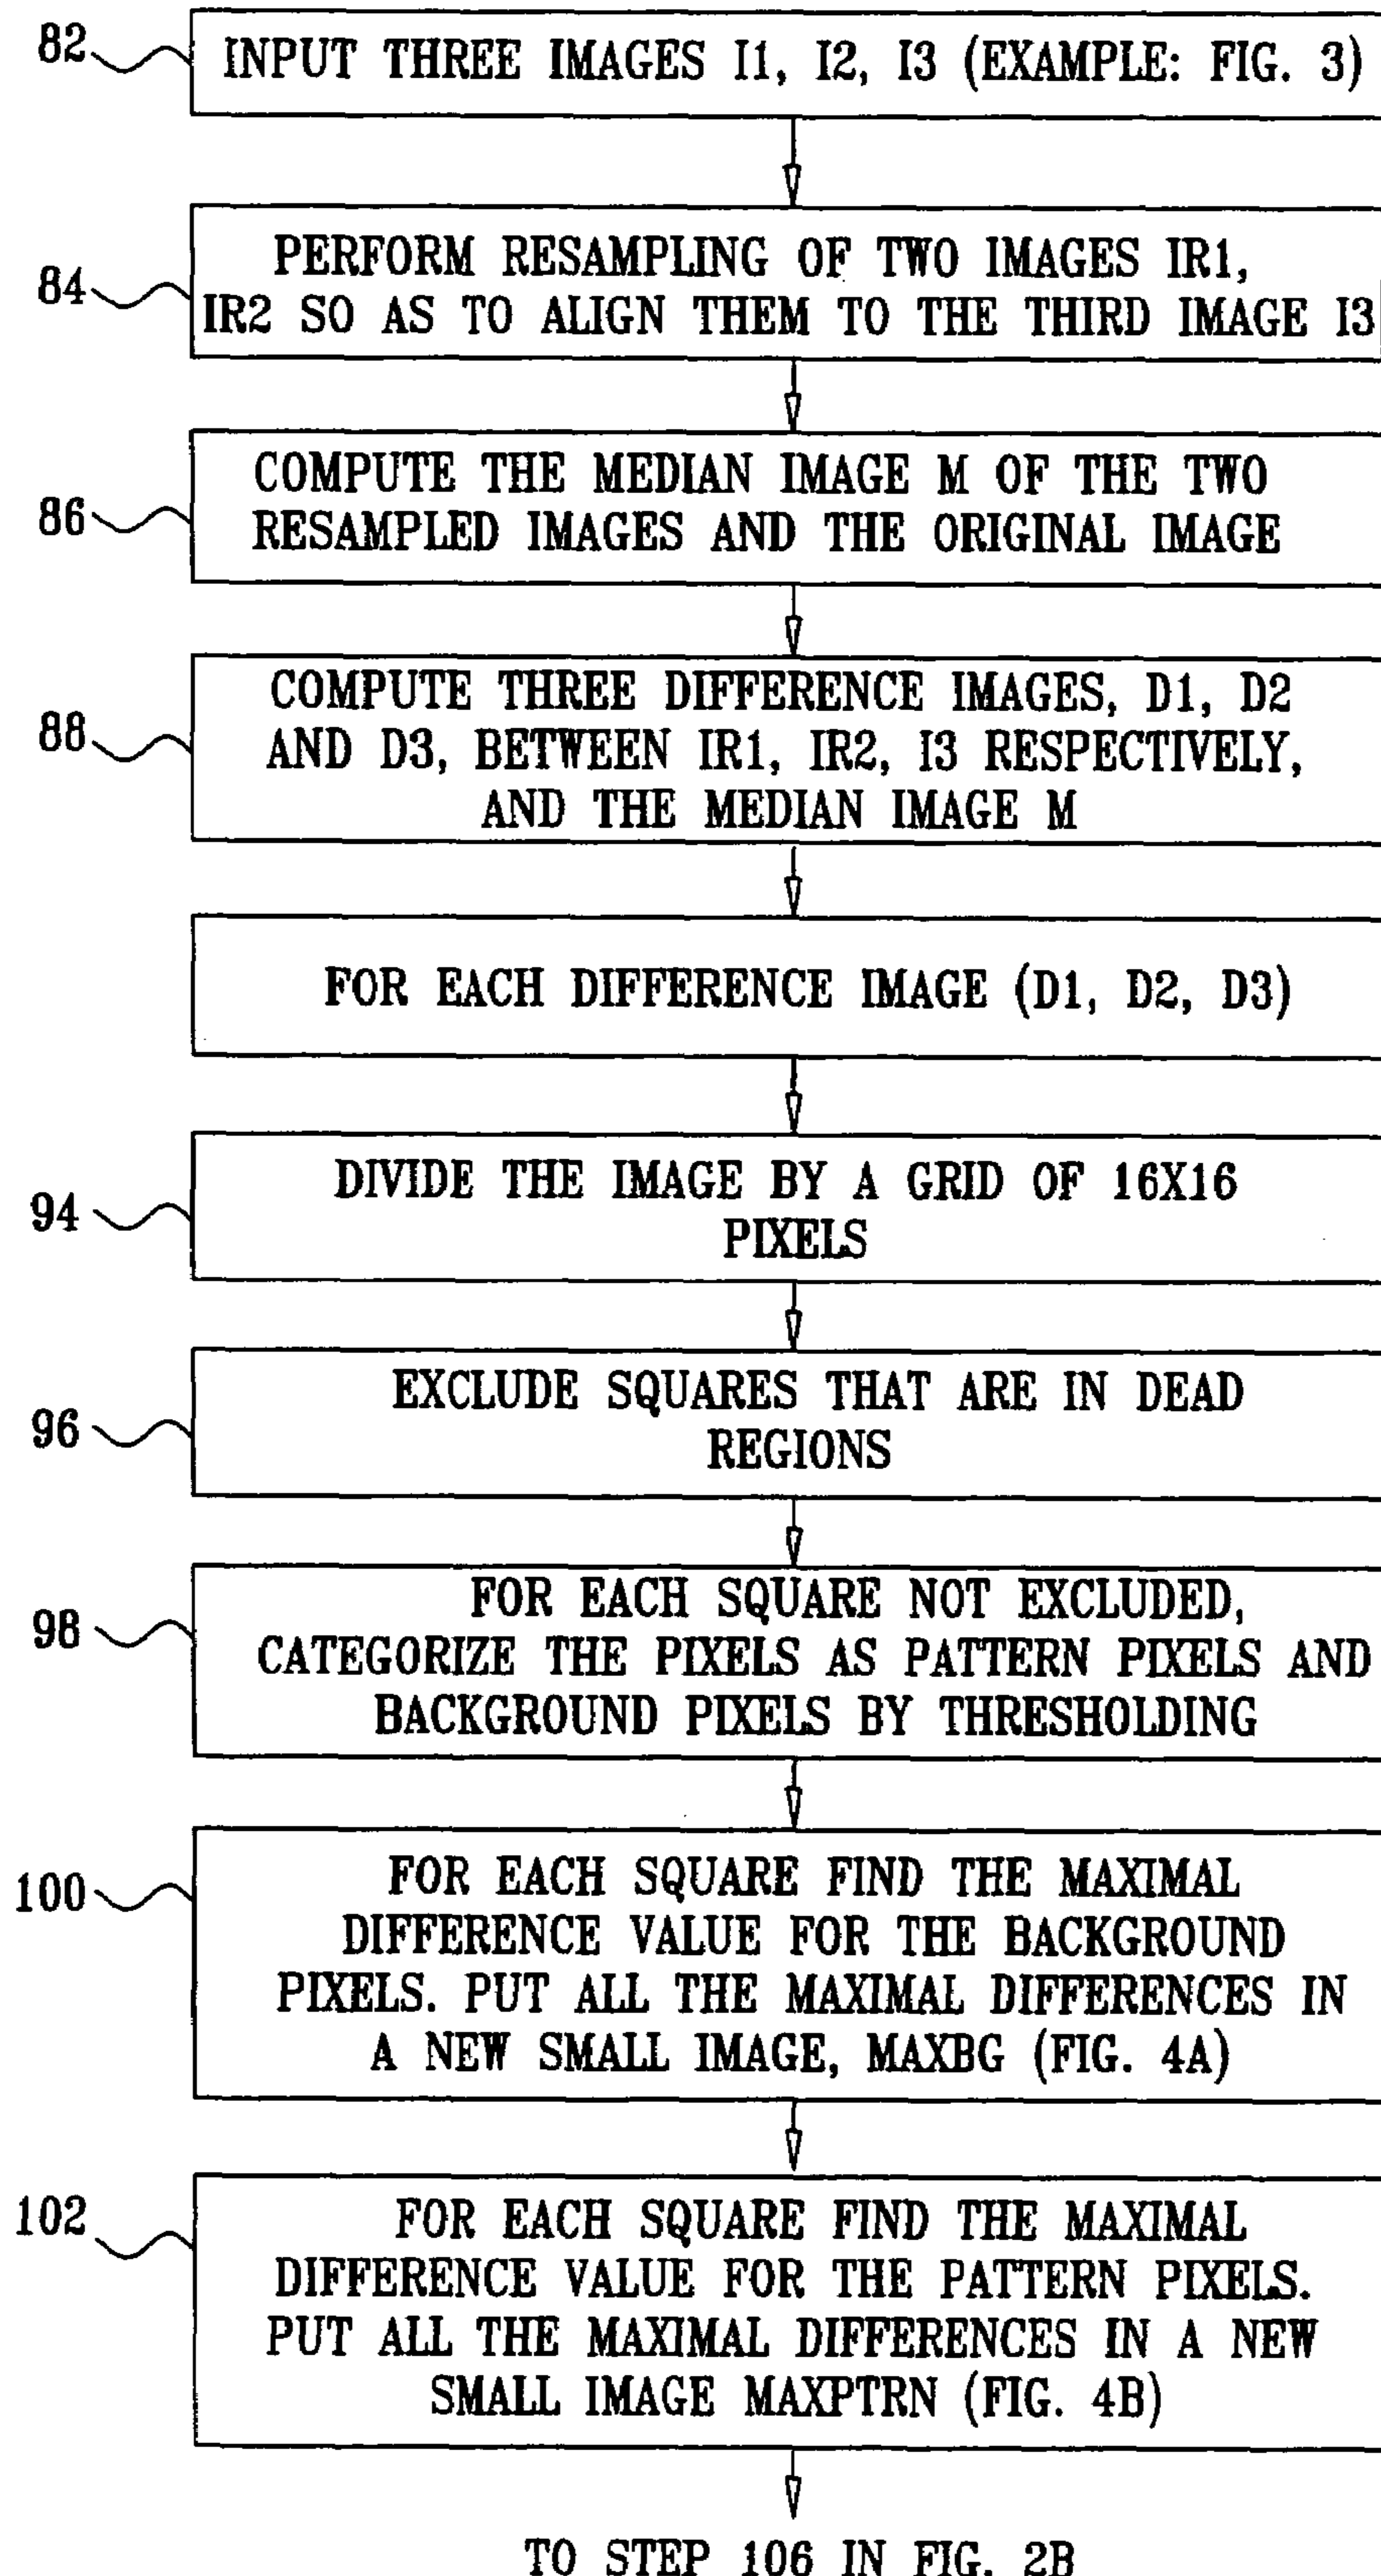 82
INPUT THREE IMAGES I1, I2, I3 (EXAMPLE: FIG. 3)
84
PERFORM RESAMPLING OF TWO IMAGES IR1,
IR2 SO AS TO ALIGN THEM TO THE THIRD IMAGE I3
86
COMPUTE THE MEDIAN IMAGE M OF THE TWO
RESAMPLED IMAGES AND THE ORIGINAL IMAGE
88
COMPUTE THREE DIFFERENCE IMAGES, D1, D2
AND D3, BETWEEN IR1, IR2, I3 RESPECTIVELY,
AND THE MEDIAN IMAGE M
FOR EACH DIFFERENCE IMAGE (D1, D2, D3)
94
DIVIDE THE IMAGE BY A GRID OF 16X16
PIXELS
96
EXCLUDE SQUARES THAT ARE IN DEAD
REGIONS
98
FOR EACH SQUARE NOT EXCLUDED,
CATEGORIZE THE PIXELS AS PATTERN PIXELS AND
BACKGROUND PIXELS BY THRESHOLDING
100
FOR EACH SQUARE FIND THE MAXIMAL
DIFFERENCE VALUE FOR THE BACKGROUND
PIXELS. PUT ALL THE MAXIMAL DIFFERENCES IN
A NEW SMALL IMAGE, MAXBG (FIG. 4A)
102
FOR EACH SQUARE FIND THE MAXIMAL
DIFFERENCE VALUE FOR THE PATTERN PIXELS.
PUT ALL THE MAXIMAL DIFFERENCES IN A NEW
SMALL IMAGE MAXPTRN (FIG. 4B)
TO STEP 106 IN FIG. 2B